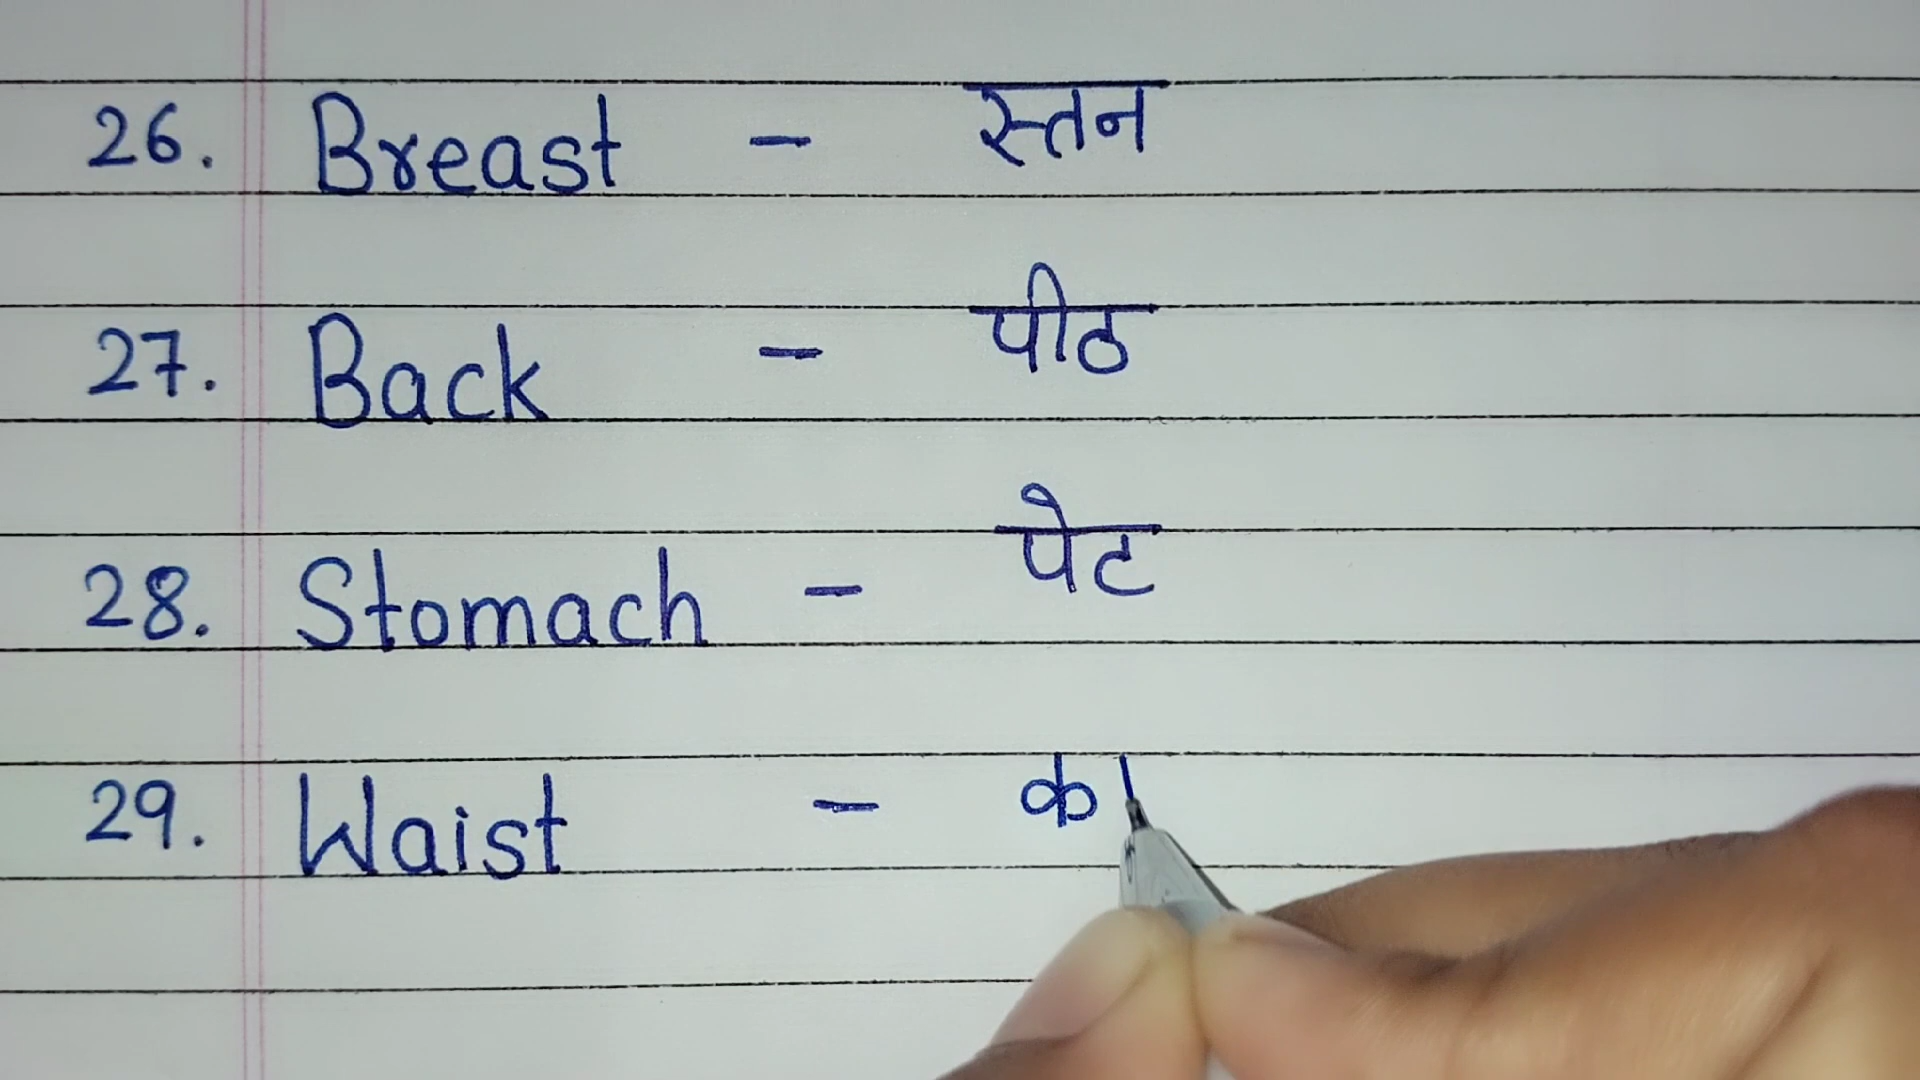 26. Breast - स्तन
27. Back - पीठ
28. Stomach - पेट
29. Waist - क